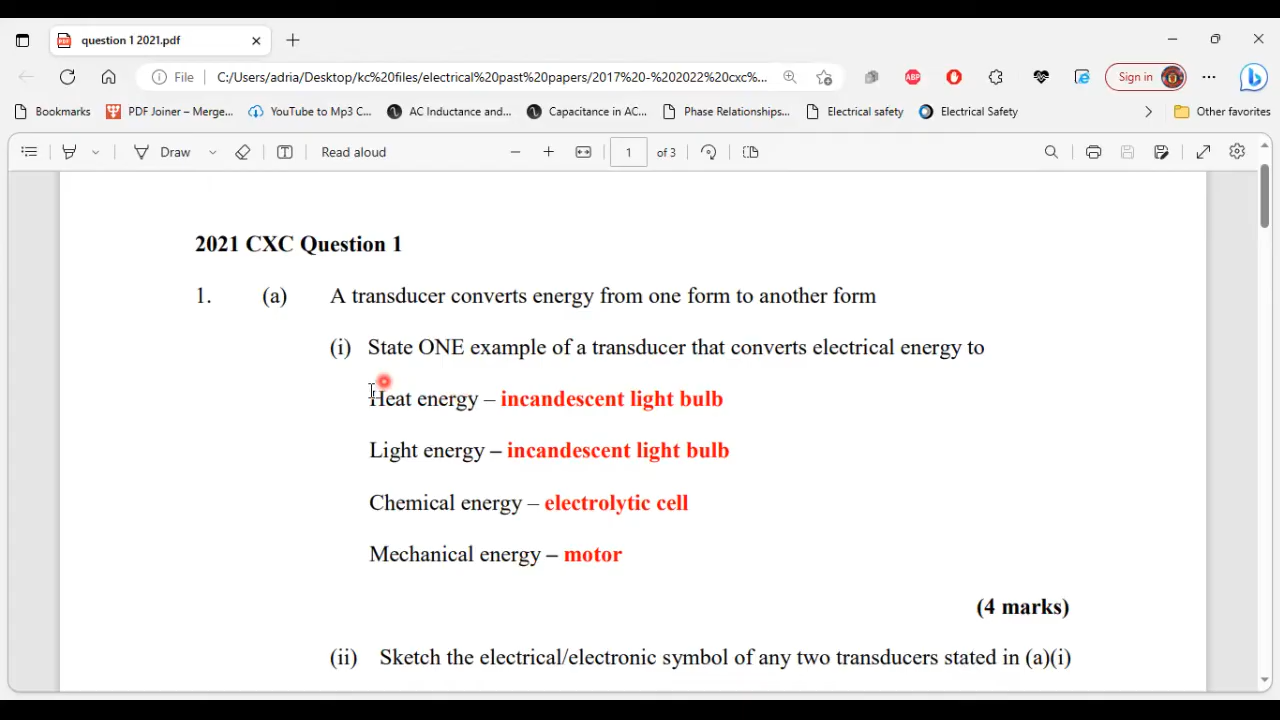 question 1 2021.pdf
File C:/Users/adria/Desktop/kc%20files/electrical%20past%20papers/2017%20-%202022%20cxc%... ABP Sign in
Bookmarks PDF Joiner – Merge... YouTube to Mp3 C... AC Inductance and... Capacitance in AC... Phase Relationships... Electrical safety Electrical Safety Other favorites
Draw Read aloud 1 of 3
2021 CXC Question 1
1. (a) A transducer converts energy from one form to another form
(i) State ONE example of a transducer that converts electrical energy to
Heat energy – incandescent light bulb
Light energy – incandescent light bulb
Chemical energy – electrolytic cell
Mechanical energy – motor
(4 marks)
(ii) Sketch the electrical/electronic symbol of any two transducers stated in (a)(i)